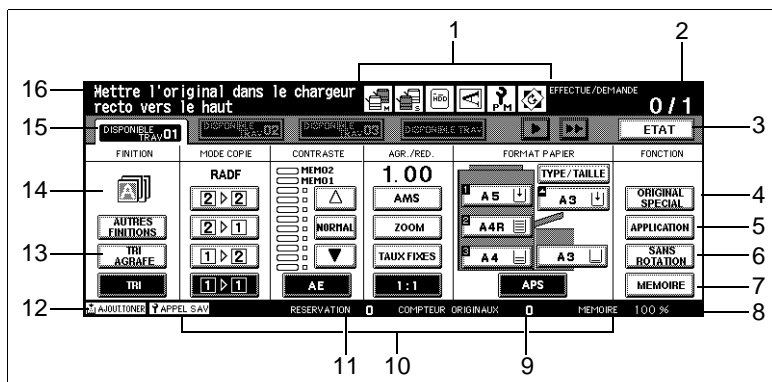 1
2
16
Mettre l'original dans le chargeur
recto vers le haut
M
S
HDD
PM
EFFECTUE/DEMANDE
0 / 1
15
DISPONIBLE TRAV 01
DISPONIBLE TRAV 02
DISPONIBLE TRAV 03
DISPONIBLE TRAV
ETAT
3
FINITION
MODE COPIE
CONTRASTE
AGR./RED.
FORMAT PAPIER
FONCTION
14
RADF
MEMO2
MEMO1
1.00
TYPE/TAILLE
2 ▷ 2
AMS
1 A5
A3
ORIGINAL SPECIAL
4
AUTRES FINITIONS
2 ▷ 1
NORMAL
ZOOM
2 A4R
APPLICATION
5
13
TRI AGRAFE
1 ▷ 2
TAUX FIXES
3 A4
A3
SANS ROTATION
6
TRI
1 ▷ 1
AE
1:1
APS
MEMOIRE
7
12
AJOUT.TONER
APPEL SAV
RESERVATION 0
COMPTEUR ORIGINAUX 0
MEMOIRE 100 %
8
11
10
9